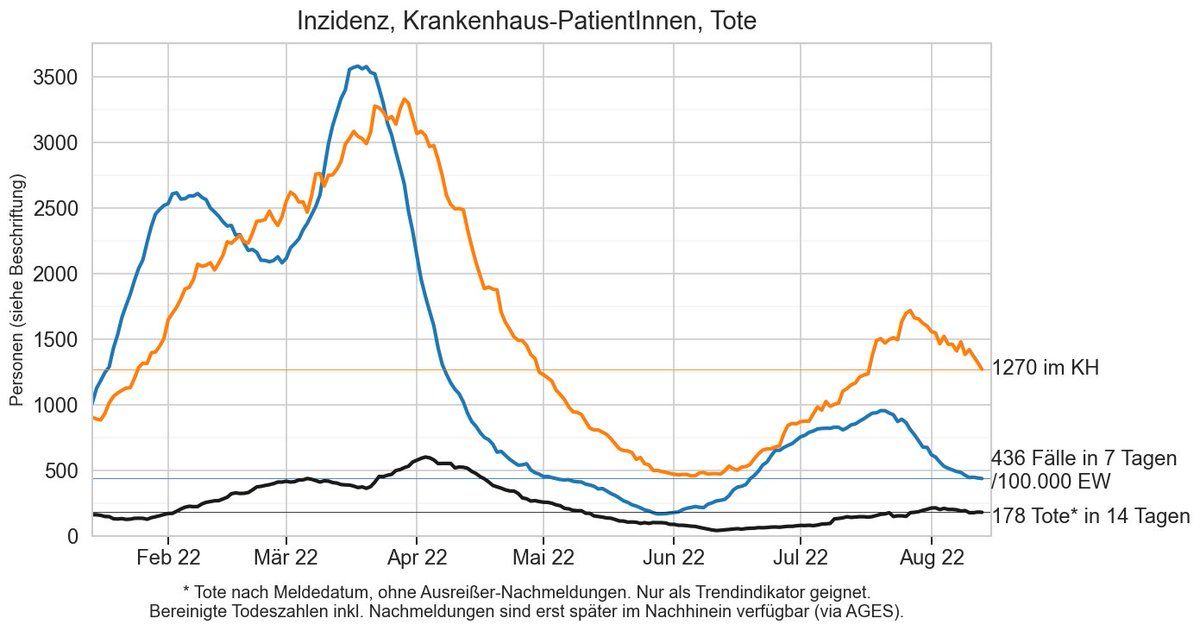 Inzidenz, Krankenhaus-PatientInnen, Tote
Personen (siehe Beschriftung)
3500
3000
2500
2000
1500
1000
500
0
Feb 22
Mär 22
Apr 22
Mai 22
Jun 22
Jul 22
Aug 22
1270 im KH
436 Fälle in 7 Tagen
/100.000 EW
178 Tote* in 14 Tagen
* Tote nach Meldedatum, ohne Ausreißer-Nachmeldungen. Nur als Trendindikator geignet.
Bereinigte Todeszahlen inkl. Nachmeldungen sind erst später im Nachhinein verfügbar (via AGES).